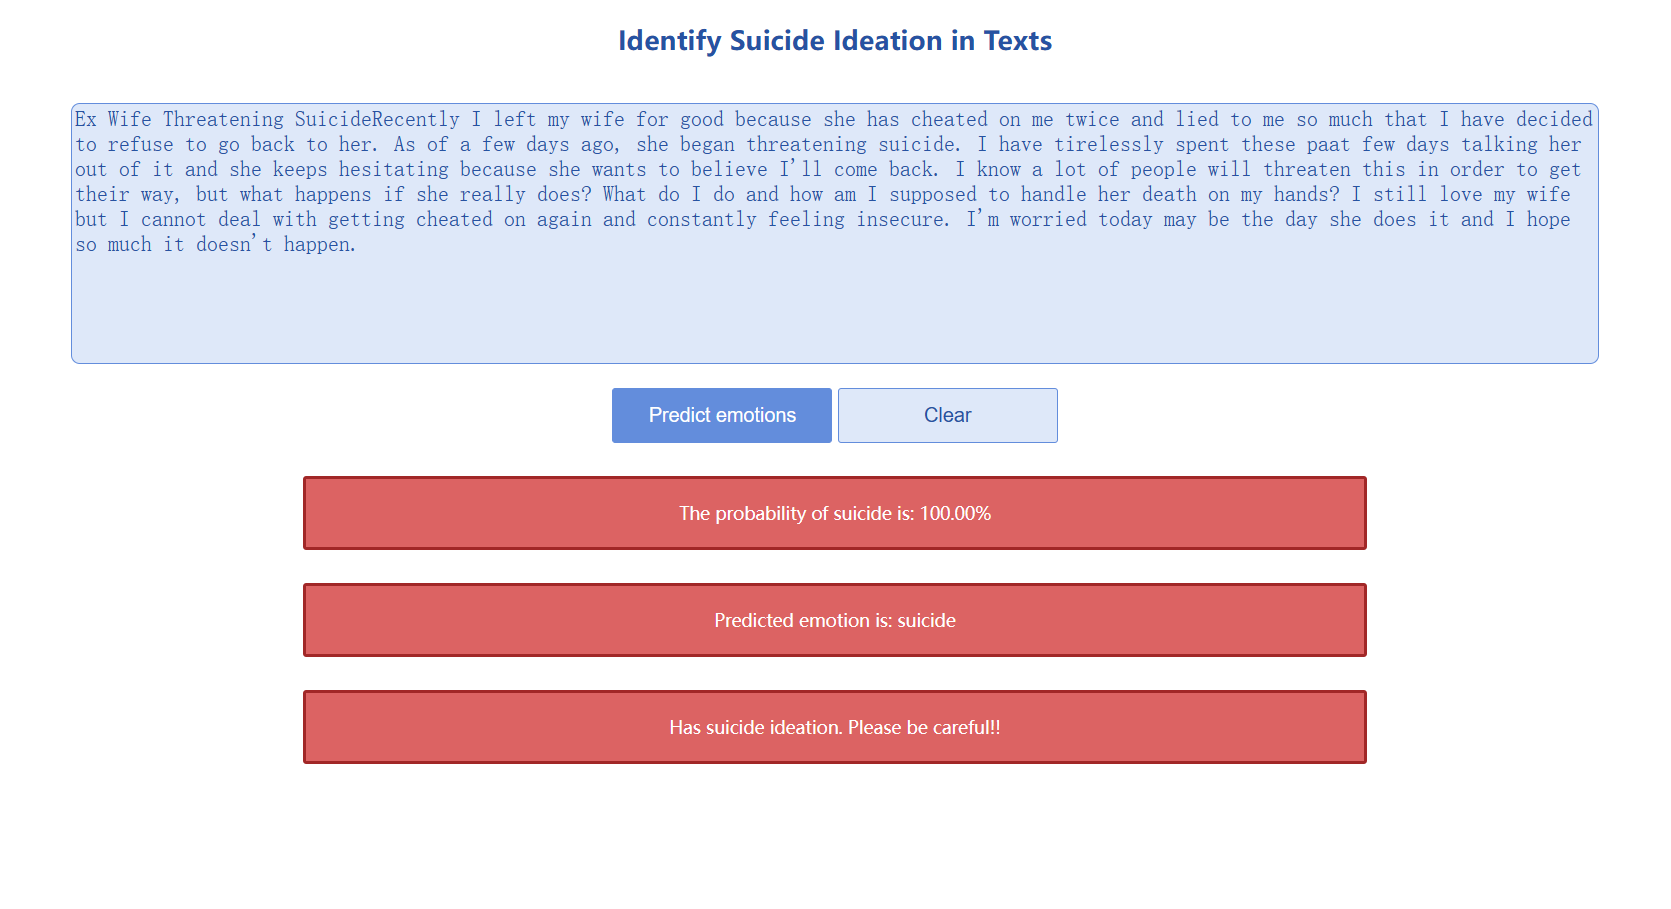 Identify Suicide Ideation in Texts
Ex Wife Threatening SuicideRecently I left my wife for good because she has cheated on me twice and lied to me so much that I have decided
to refuse to go back to her. As of a few days ago, she began threatening suicide. I have tirelessly spent these paat few days talking her
out of it and she keeps hesitating because she wants to believe I'll come back. I know a lot of people will threaten this in order to get
their way, but what happens if she really does? What do I do and how am I supposed to handle her death on my hands? I still love my wife
but I cannot deal with getting cheated on again and constantly feeling insecure. I'm worried today may be the day she does it and I hope
so much it doesn't happen.
Predict emotions
Clear
The probability of suicide is: 100.00%
Predicted emotion is: suicide
Has suicide ideation. Please be careful!!